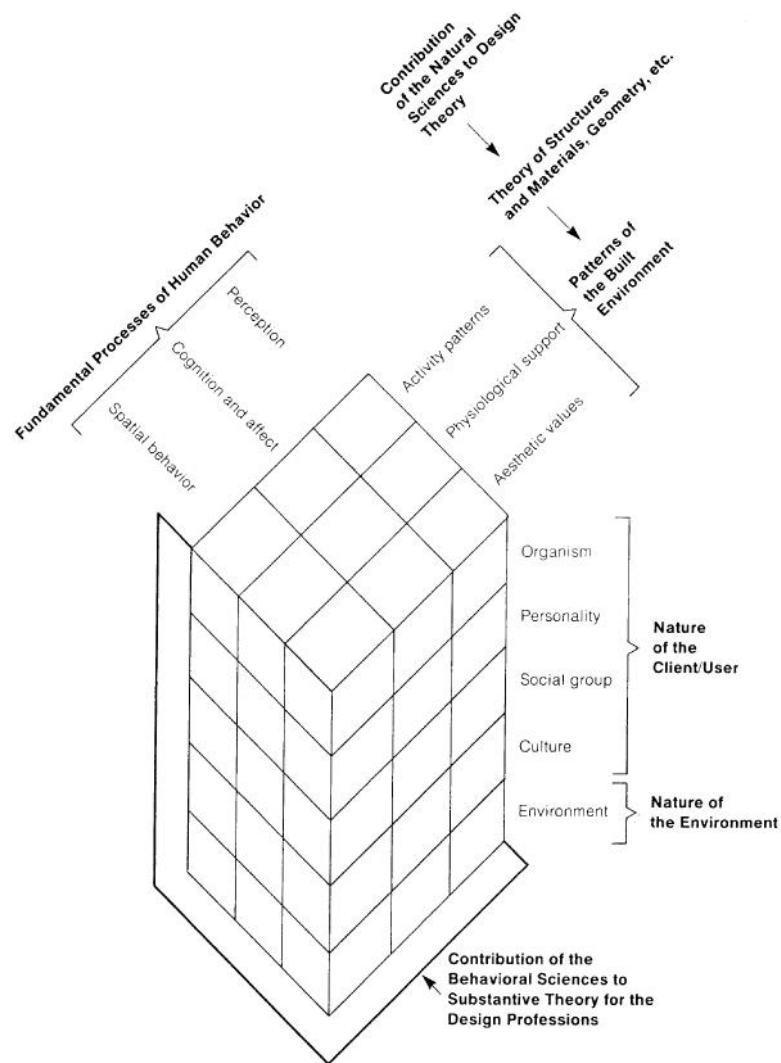 Contribution
of the Natural
Sciences to Design
Theory
Theory of Structures
and Materials, Geometry, etc.
Patterns of
the Built
Environment
Fundamental Processes of Human Behavior
Perception
Cognition and affect
Spatial behavior
Activity patterns
Physiological support
Aesthetic values
Organism
Personality
Social group
Culture
Environment
Nature
of the
Client/User
Nature of
the Environment
Contribution of the
Behavioral Sciences to
Substantive Theory for the
Design Professions